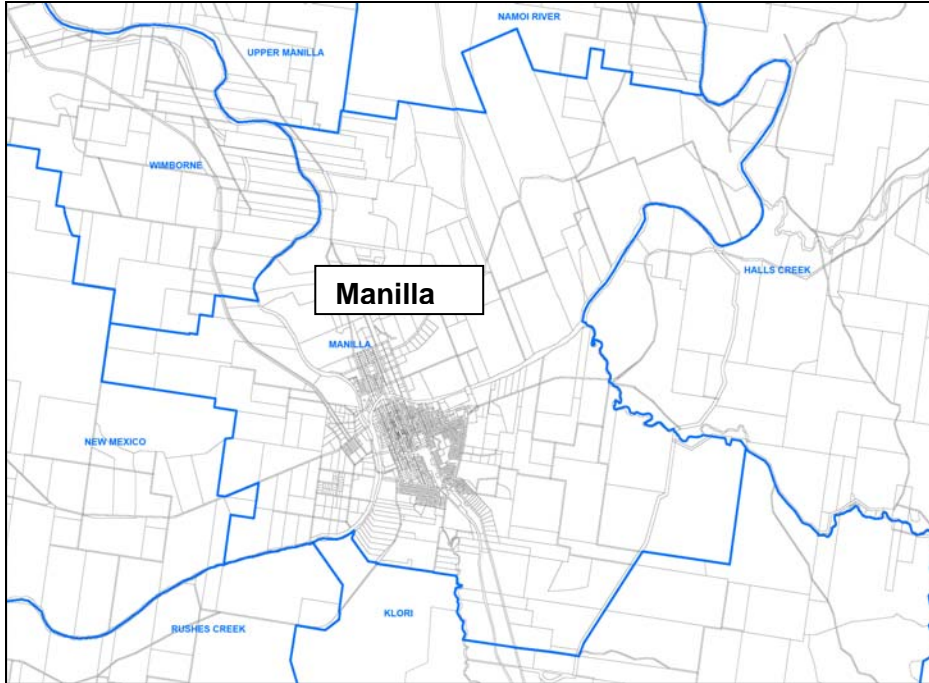 NAMOI RIVER
UPPER MANILLA
WIMBORNE
HALLS CREEK
Manilla
MANILLA
NEW MEXICO
KLORI
RUSHES CREEK